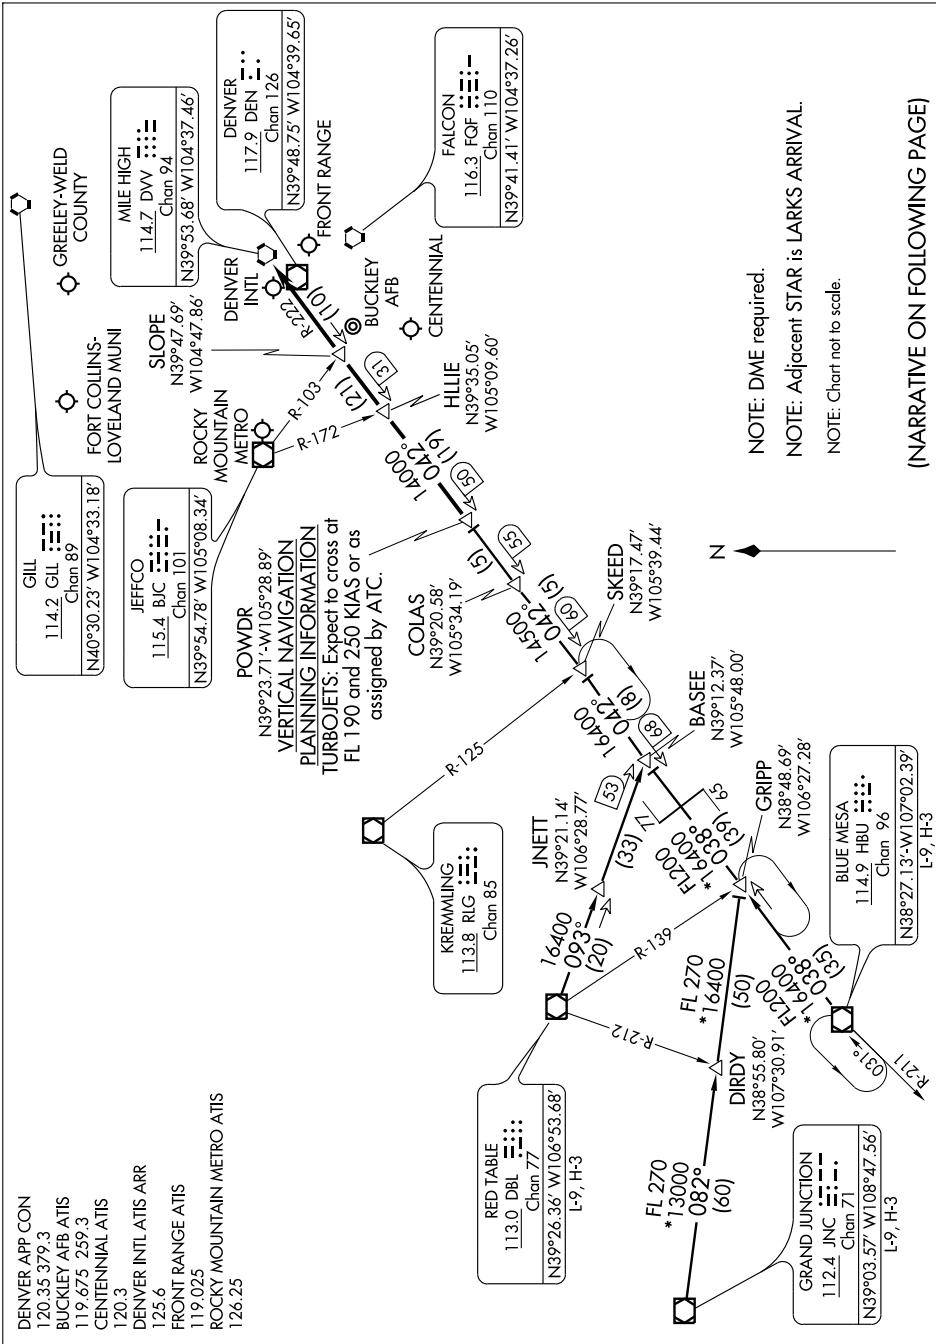 DENVER APP CON
120.35 379.3
BUCKLEY AFB ATIS
119.675 259.3
CENTENNIAL ATIS
120.3
DENVER INTL ATIS ARR
125.6
FRONT RANGE ATIS
119.025
ROCKY MOUNTAIN METRO ATIS
126.25
GILL
114.2 GLL
Chan 89
N40°30.23' W104°33.18'
GREELEY-WELD
COUNTY
FORT COLLINS-
LOVELAND MUNI
JEFFCO
115.4 BJC
Chan 101
N39°54.78' W105°08.34'
ROCKY
MOUNTAIN
METRO
MILE HIGH
114.7 DVV
Chan 94
N39°53.68' W104°37.46'
DENVER
117.9 DEN
Chan 126
N39°48.75' W104°39.65'
DENVER
INTL
FRONT RANGE
FALCON
116.3 FQF
Chan 110
N39°41.41' W104°37.26'
BUCKLEY
AFB
CENTENNIAL
SLOPE
N39°47.69'
W104°47.86'
R-222
(10)
R-103
R-172
(21)
31
HLLIE
N39°35.05'
W105°09.60'
14000
042°
(19)
50
POWDR
N39°23.71'-W105°28.89'
VERTICAL NAVIGATION
PLANNING INFORMATION
TURBOJETS: Expect to cross at
FL 190 and 250 KIAS or as
assigned by ATC.
(5)
55
COLAS
N39°20.58'
W105°34.19'
14500
042°
(5)
60
SKEED
N39°17.47'
W105°39.44'
R-125
KREMMLING
113.8 RLG
Chan 85
16400
042°
(8)
68
BASEE
N39°12.37'
W105°48.00'
53
JNETT
N39°21.14'
W106°28.77'
(33)
77
65
16400
093°
(20)
FL200
*16400
038°
(39)
GRIPP
N38°48.69'
W106°27.28'
R-139
R-212
RED TABLE
113.0 DBL
Chan 77
N39°26.36' W106°53.68'
L-9, H-3
FL 270
*16400
(50)
DIRDY
N38°55.80'
W107°30.91'
FL200
*16400
038°
(35)
BLUE MESA
114.9 HBU
Chan 96
N38°27.13'-W107°02.39'
L-9, H-3
031°
R-211
FL 270
*13000
082°
(60)
GRAND JUNCTION
112.4 JNC
Chan 71
N39°03.57' W108°47.56'
L-9, H-3
N
NOTE: DME required.
NOTE: Adjacent STAR is LARKS ARRIVAL.
NOTE: Chart not to scale.
(NARRATIVE ON FOLLOWING PAGE)